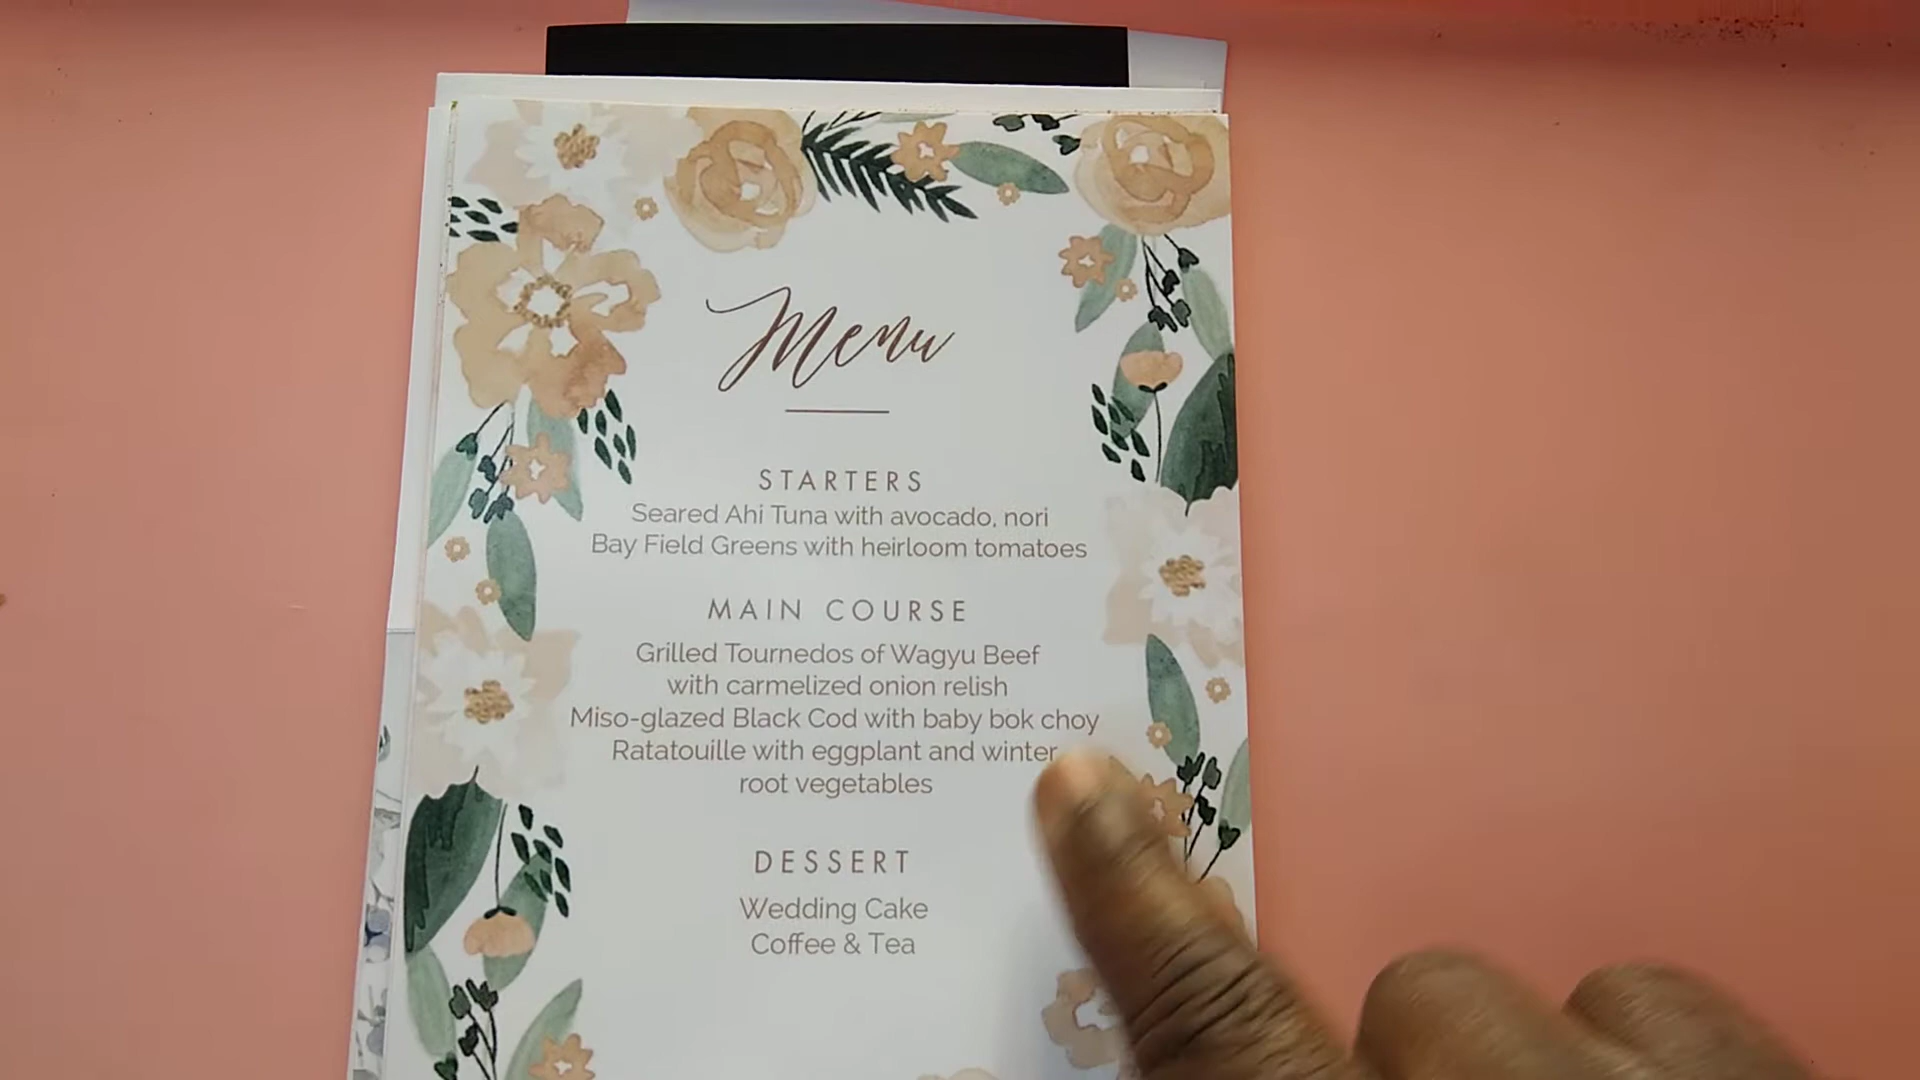 Menu
STARTERS
Seared Ahi Tuna with avocado, nori
Bay Field Greens with heirloom tomatoes
MAIN COURSE
Grilled Tournedos of Wagyu Beef
with carmelized onion relish
Miso-glazed Black Cod with baby bok choy
Ratatouille with eggplant and winter
root vegetables
DESSERT
Wedding Cake
Coffee & Tea